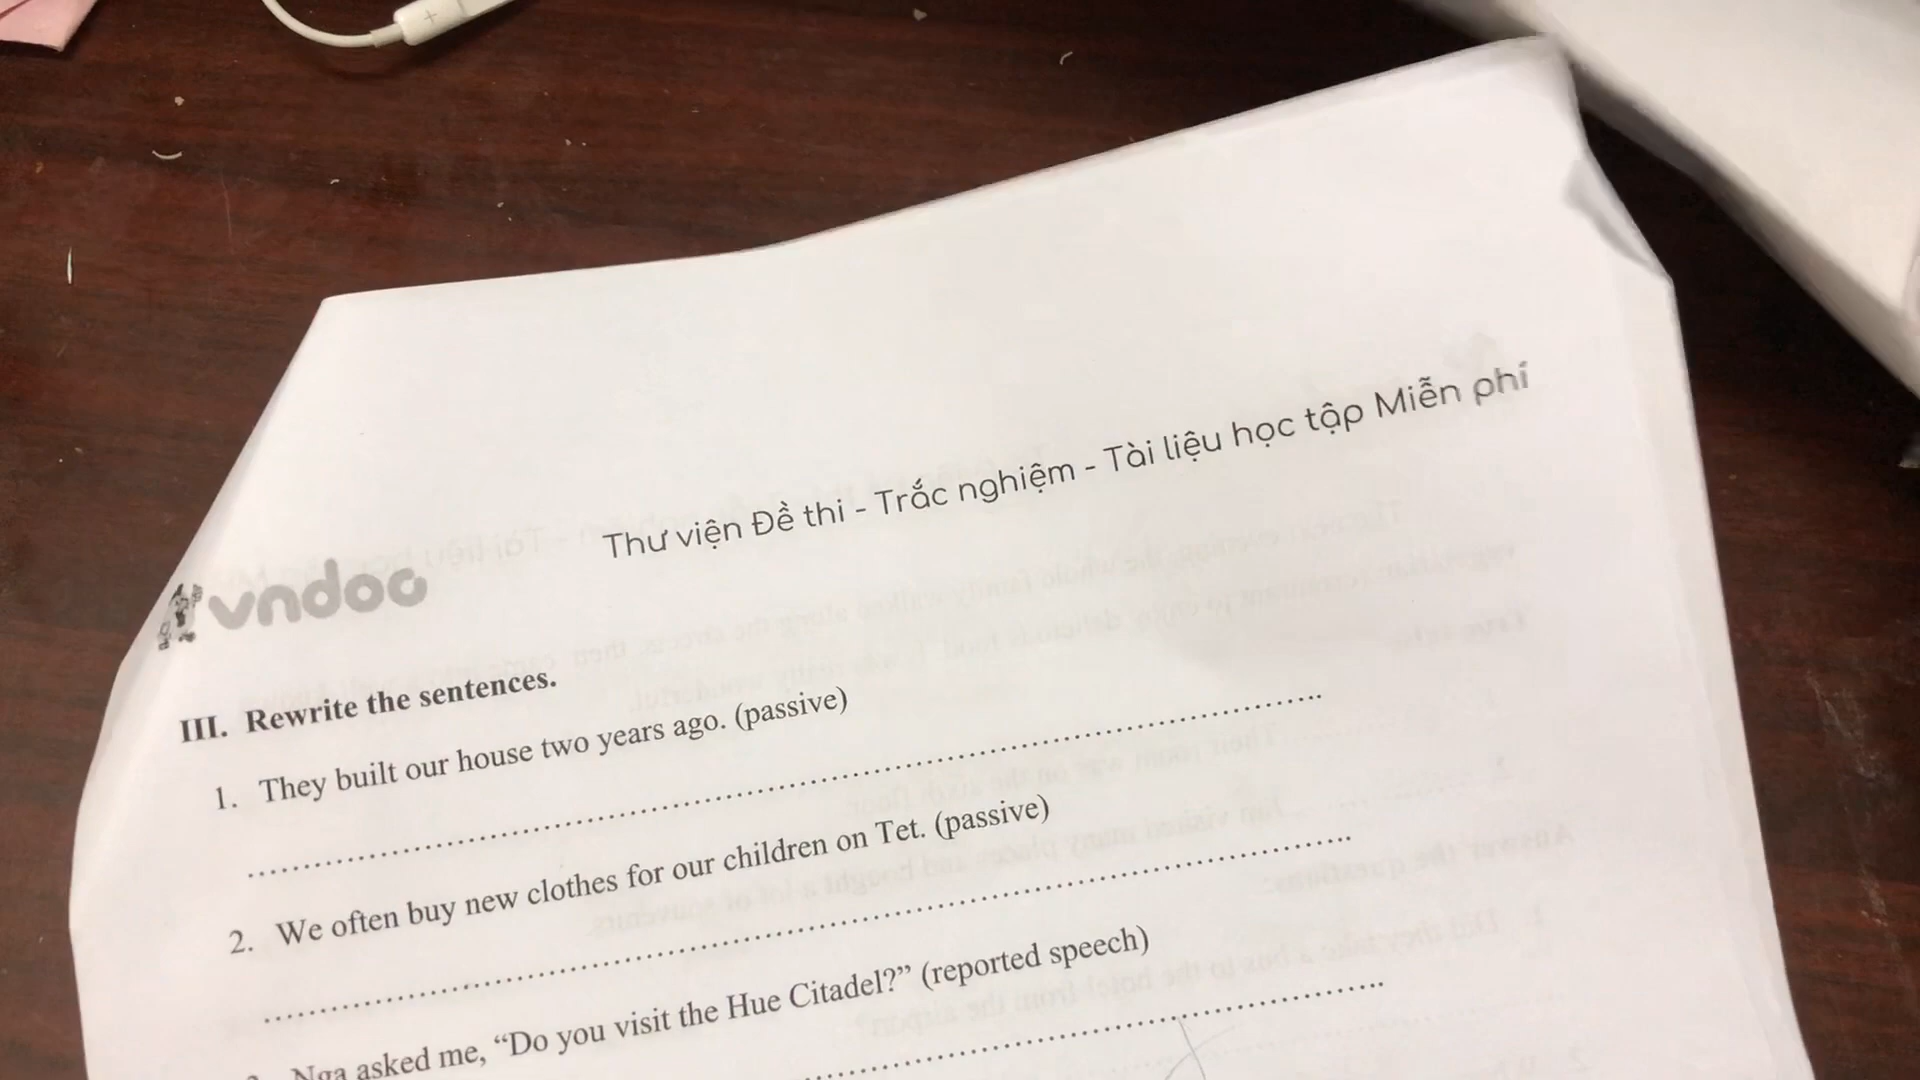 Thư viện Đề thi - Trắc nghiệm - Tài liệu học tập Miễn phí
vndoc
III. Rewrite the sentences.
1. They built our house two years ago. (passive)
2. We often buy new clothes for our children on Tet. (passive)
Nga asked me, “Do you visit the Hue Citadel?” (reported speech)